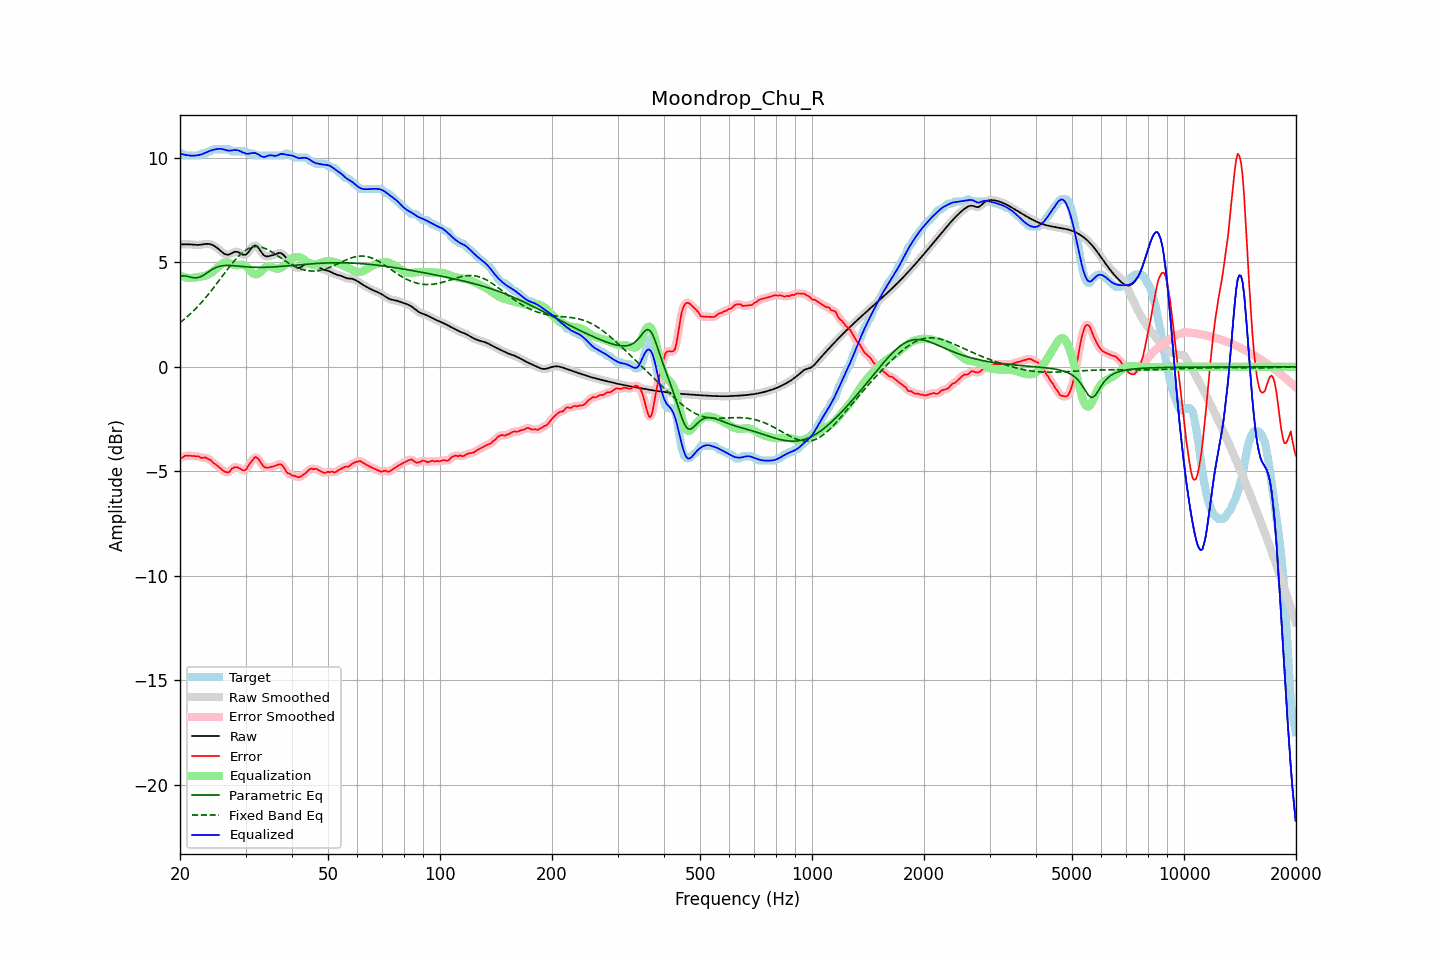 Moondrop_Chu_R
Amplitude (dBr)
10
5
0
−5
−10
−15
−20
Target
Raw Smoothed
Error Smoothed
Raw
Error
Equalization
Parametric Eq
Fixed Band Eq
Equalized
20 50 100 200 500 1000 2000 5000 10000 20000
Frequency (Hz)